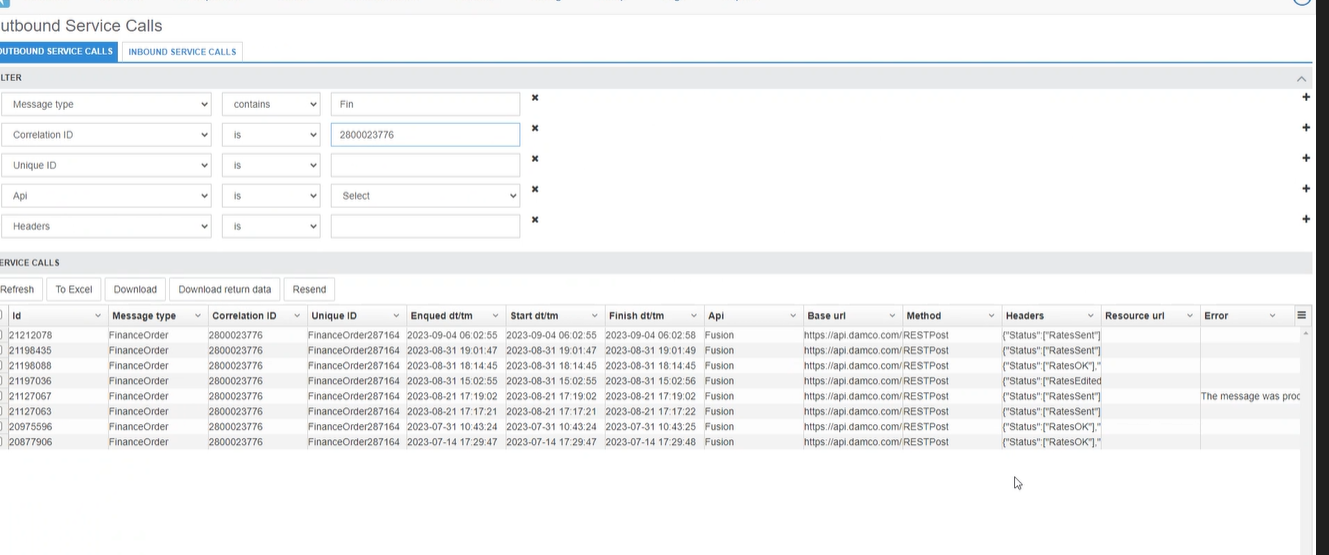 utbound Service Calls
OUTBOUND SERVICE CALLS INBOUND SERVICE CALLS
LTER
Message type contains Fin
Correlation ID is 2800023776
Unique ID is
Api is Select
Headers is
ERVICE CALLS
Refresh To Excel Download Download return data Resend
Id Message type Correlation ID Unique ID Enqued dt/tm Start dt/tm Finish dt/tm Api Base url Method Headers Resource url Error
21212078 FinanceOrder 2800023776 FinanceOrder287164 2023-09-04 06:02:55 2023-09-04 06:02:55 2023-09-04 06:02:58 Fusion https://api.damco.com/ RESTPost {"Status":["RatesSent"]
21198435 FinanceOrder 2800023776 FinanceOrder287164 2023-08-31 19:01:47 2023-08-31 19:01:47 2023-08-31 19:01:49 Fusion https://api.damco.com/ RESTPost {"Status":["RatesSent"]
21198088 FinanceOrder 2800023776 FinanceOrder287164 2023-08-31 18:14:45 2023-08-31 18:14:45 2023-08-31 18:14:45 Fusion https://api.damco.com/ RESTPost {"Status":["RatesOK"],"
21197036 FinanceOrder 2800023776 FinanceOrder287164 2023-08-31 15:02:55 2023-08-31 15:02:55 2023-08-31 15:02:56 Fusion https://api.damco.com/ RESTPost {"Status":["RatesEdited
21127067 FinanceOrder 2800023776 FinanceOrder287164 2023-08-21 17:19:02 2023-08-21 17:19:02 2023-08-21 17:19:02 Fusion https://api.damco.com/ RESTPost {"Status":["RatesSent"] The message was proc
21127063 FinanceOrder 2800023776 FinanceOrder287164 2023-08-21 17:17:21 2023-08-21 17:17:21 2023-08-21 17:17:22 Fusion https://api.damco.com/ RESTPost {"Status":["RatesSent"]
20975596 FinanceOrder 2800023776 FinanceOrder287164 2023-07-31 10:43:24 2023-07-31 10:43:24 2023-07-31 10:43:25 Fusion https://api.damco.com/ RESTPost {"Status":["RatesOK"],"
20877906 FinanceOrder 2800023776 FinanceOrder287164 2023-07-14 17:29:47 2023-07-14 17:29:47 2023-07-14 17:29:48 Fusion https://api.damco.com/ RESTPost {"Status":["RatesOK"],"